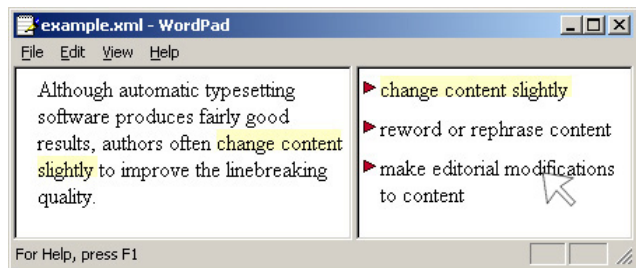 example.xml - WordPad
File Edit View Help
Although automatic typesetting
software produces fairly good
results, authors often change content
slightly to improve the linebreaking
quality.
change content slightly
reword or rephrase content
make editorial modifications
to content
For Help, press F1